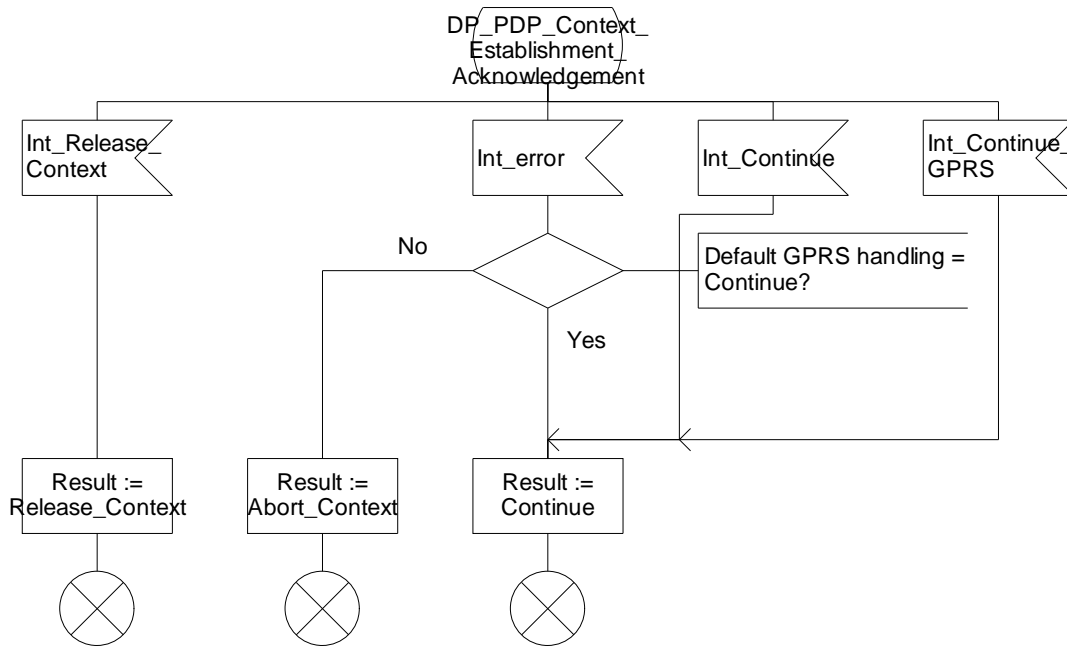 DP_PDP_Context_
Establishment_
Acknowledgement
Int_Release_
Context
Int_error
Int_Continue
Int_Continue_
GPRS
No
Default GPRS handling =
Continue?
Yes
Result :=
Release_Context
Result :=
Abort_Context
Result :=
Continue